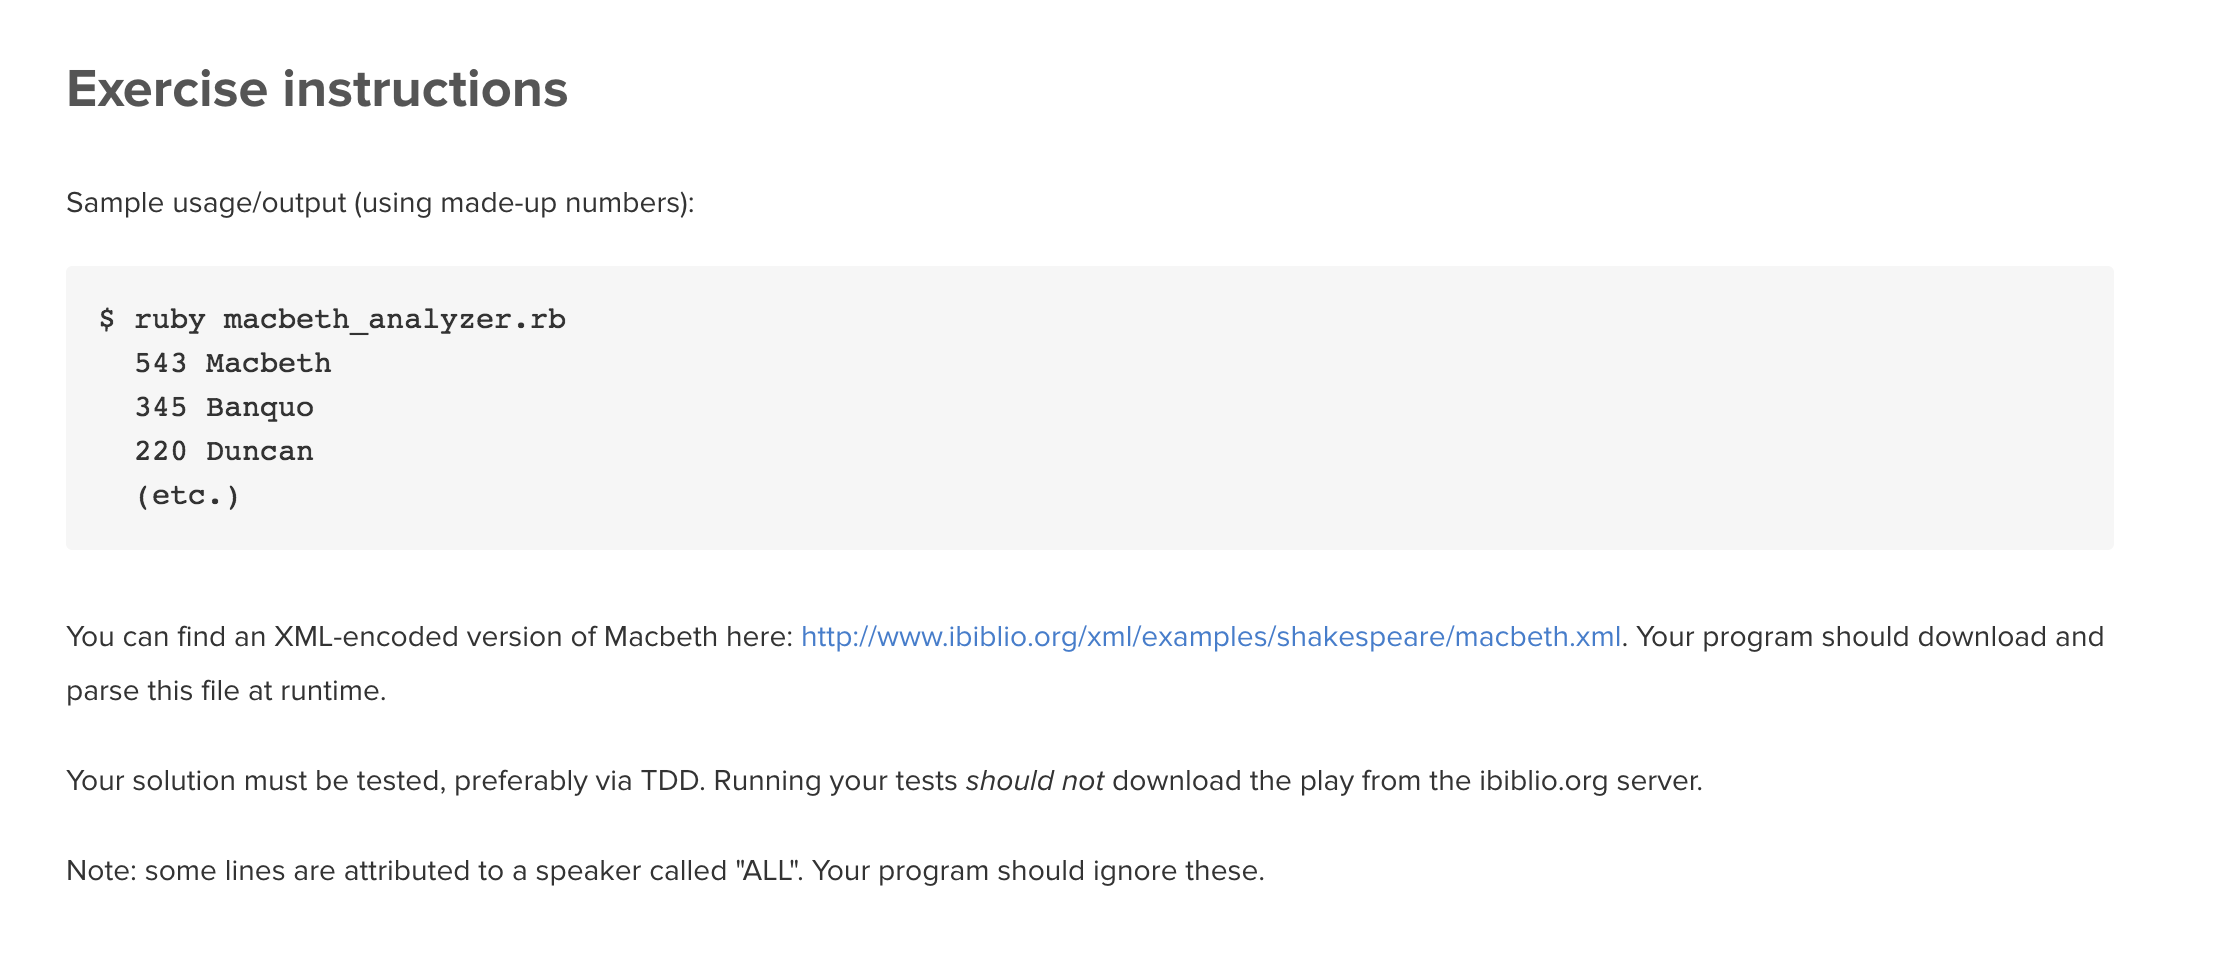 Exercise instructions
Sample usage/output (using made-up numbers):
$ ruby macbeth_analyzer.rb
543 Macbeth
345 Banquo
220 Duncan
(etc.)
You can find an XML-encoded version of Macbeth here: http://www.ibiblio.org/xml/examples/shakespeare/macbeth.xml. Your program should download and
parse this file at runtime.
Your solution must be tested, preferably via TDD. Running your tests should not download the play from the ibiblio.org server.
Note: some lines are attributed to a speaker called "ALL". Your program should ignore these.